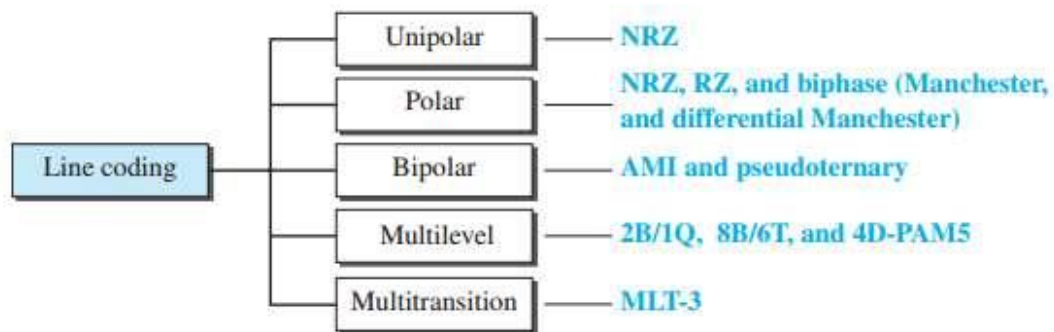 Unipolar
NRZ
Polar
NRZ, RZ, and biphase (Manchester,
and differential Manchester)
Line coding
Bipolar
AMI and pseudoternary
Multilevel
2B/1Q, 8B/6T, and 4D-PAM5
Multitransition
MLT-3